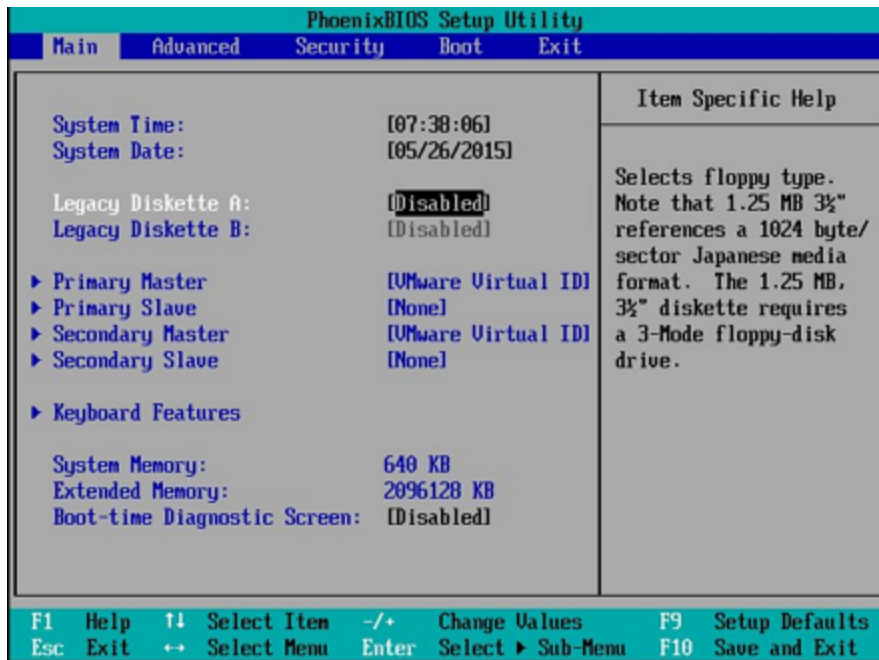 PhoenixBIOS Setup Utility
Main Advanced Security Boot Exit
System Time: [07:38:06]
System Date: [05/26/2015]
Legacy Diskette A: [Disabled]
Legacy Diskette B: [Disabled]
▶ Primary Master [VMware Virtual ID]
▶ Primary Slave [None]
▶ Secondary Master [VMware Virtual ID]
▶ Secondary Slave [None]
▶ Keyboard Features
System Memory: 640 KB
Extended Memory: 2096128 KB
Boot-time Diagnostic Screen: [Disabled]
Item Specific Help
Selects floppy type.
Note that 1.25 MB 3½"
references a 1024 byte/
sector Japanese media
format. The 1.25 MB,
3½" diskette requires
a 3-Mode floppy-disk
drive.
F1 Help ↑↓ Select Item -/+ Change Values F9 Setup Defaults
Esc Exit ↔ Select Menu Enter Select ▶ Sub-Menu F10 Save and Exit